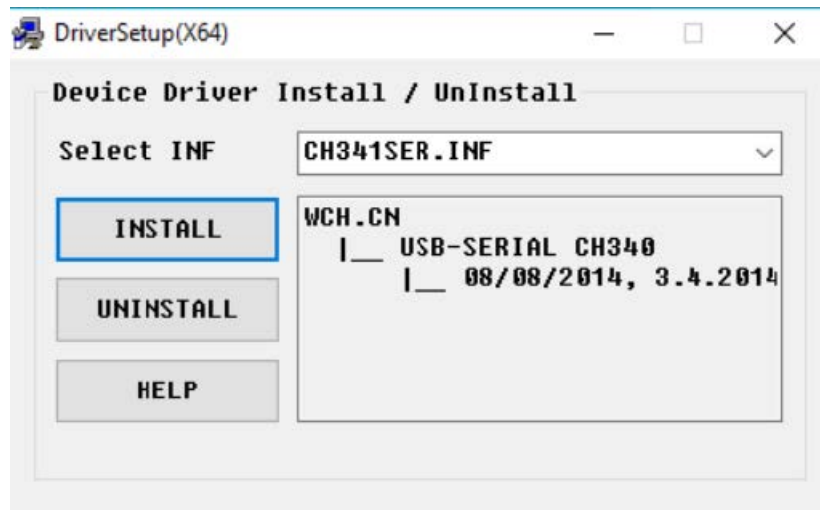 DriverSetup(X64)
Device Driver Install / UnInstall
Select INF
CH341SER.INF
INSTALL
UNINSTALL
HELP
WCH.CN
|__ USB-SERIAL CH340
|__ 08/08/2014, 3.4.2014